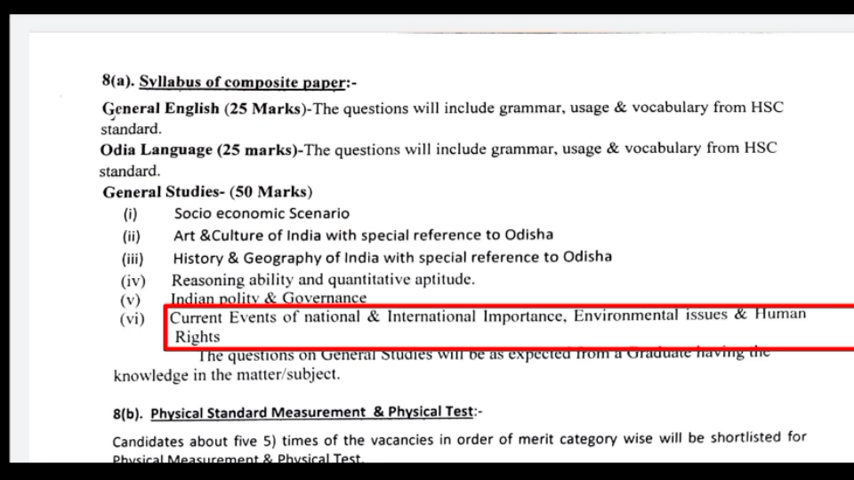 8(a). Syllabus of composite paper:-
General English (25 Marks)-The questions will include grammar, usage & vocabulary from HSC
standard.
Odia Language (25 marks)-The questions will include grammar, usage & vocabulary from HSC
standard.
General Studies- (50 Marks)
(i) Socio economic Scenario
(ii) Art &Culture of India with special reference to Odisha
(iii) History & Geography of India with special reference to Odisha
(iv) Reasoning ability and quantitative aptitude.
(v) Indian polity & Governance
(vi) Current Events of national & International Importance, Environmental issues & Human
Rights
The questions on General Studies will be as expected from a Graduate having the
knowledge in the matter/subject.
8(b). Physical Standard Measurement & Physical Test:-
Candidates about five 5) times of the vacancies in order of merit category wise will be shortlisted for
Physical Measurement & Physical Test.